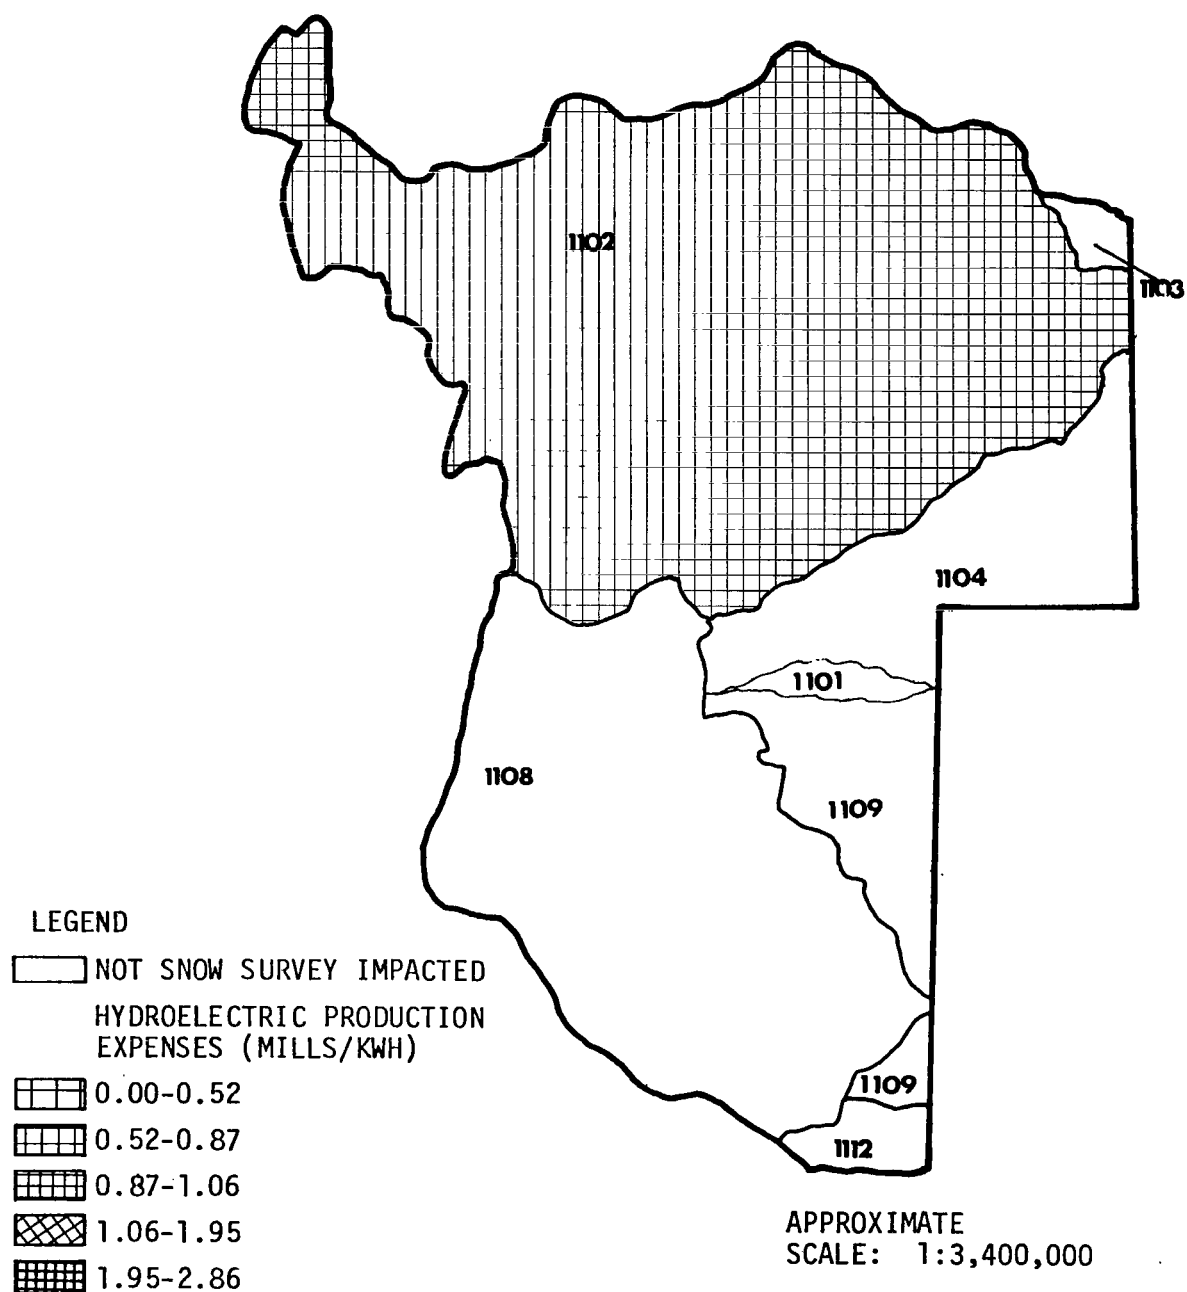 1102
1103
1104
1101
1108
1109
LEGEND
NOT SNOW SURVEY IMPACTED
HYDROELECTRIC PRODUCTION
EXPENSES (MILLS/KWH)
0.00-0.52
0.52-0.87
0.87-1.06
1.06-1.95
1.95-2.86
1109
1112
APPROXIMATE
SCALE: 1:3,400,000